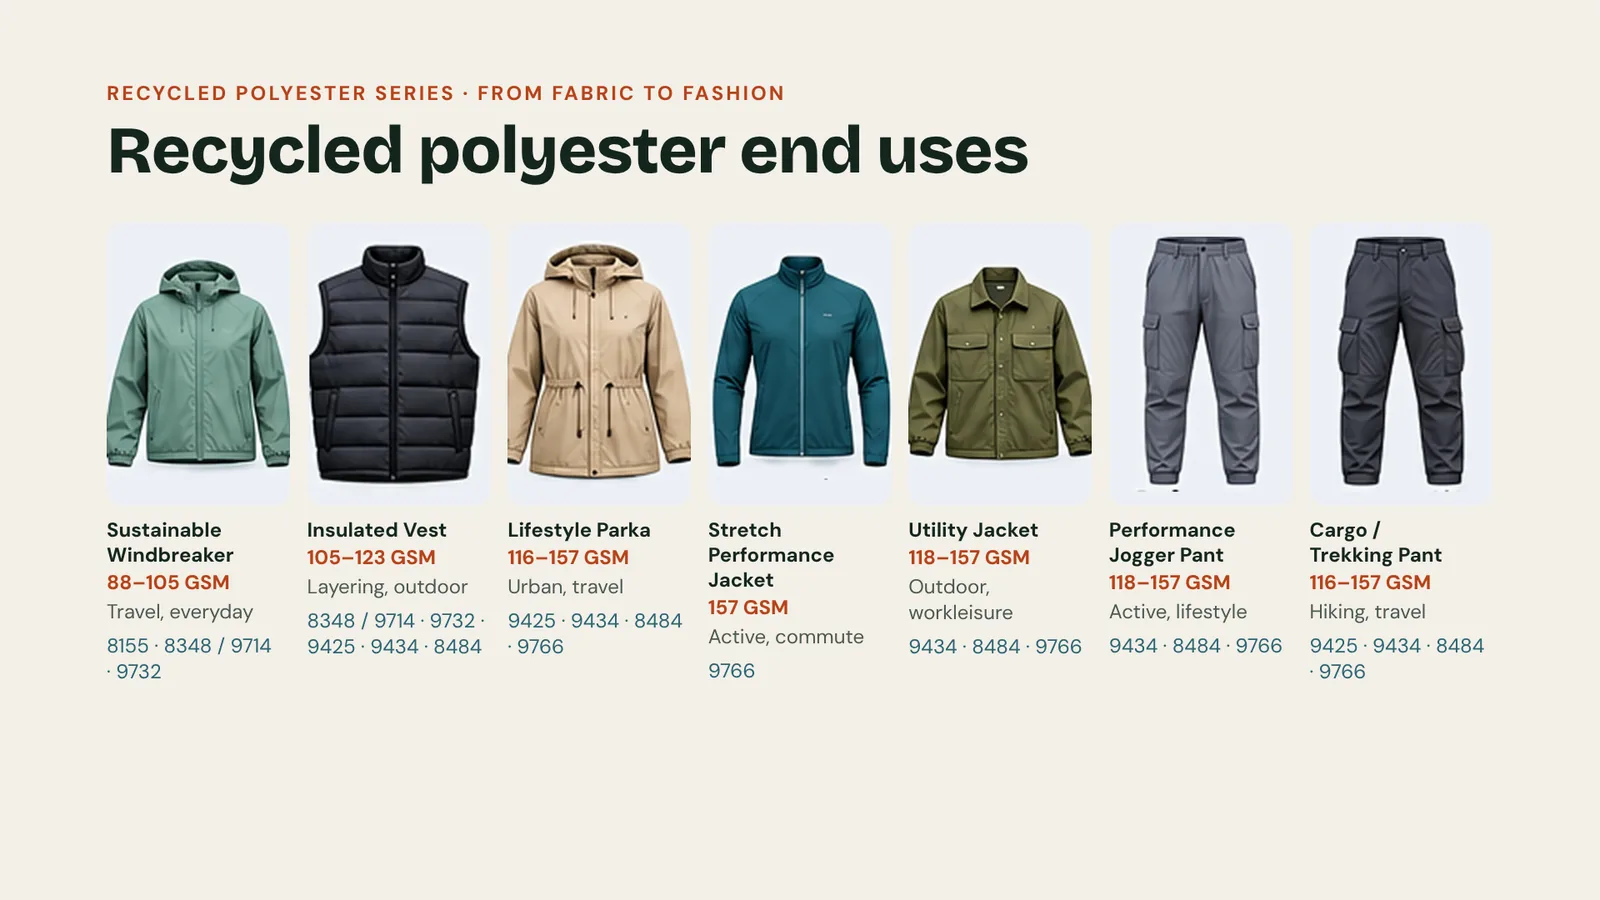 RECYCLED POLYESTER SERIES · FROM FABRIC TO FASHION
Recycled polyester end uses
Sustainable
Windbreaker
88–105 GSM
Travel, everyday
8155 · 8348 / 9714
· 9732
Insulated Vest
105–123 GSM
Layering, outdoor
8348 / 9714 · 9732 ·
9425 · 9434 · 8484
Lifestyle Parka
116–157 GSM
Urban, travel
9425 · 9434 · 8484
· 9766
Stretch
Performance
Jacket
157 GSM
Active, commute
9766
Utility Jacket
118–157 GSM
Outdoor,
workleisure
9434 · 8484 · 9766
Performance
Jogger Pant
118–157 GSM
Active, lifestyle
9434 · 8484 · 9766
Cargo /
Trekking Pant
116–157 GSM
Hiking, travel
9425 · 9434 · 8484
· 9766